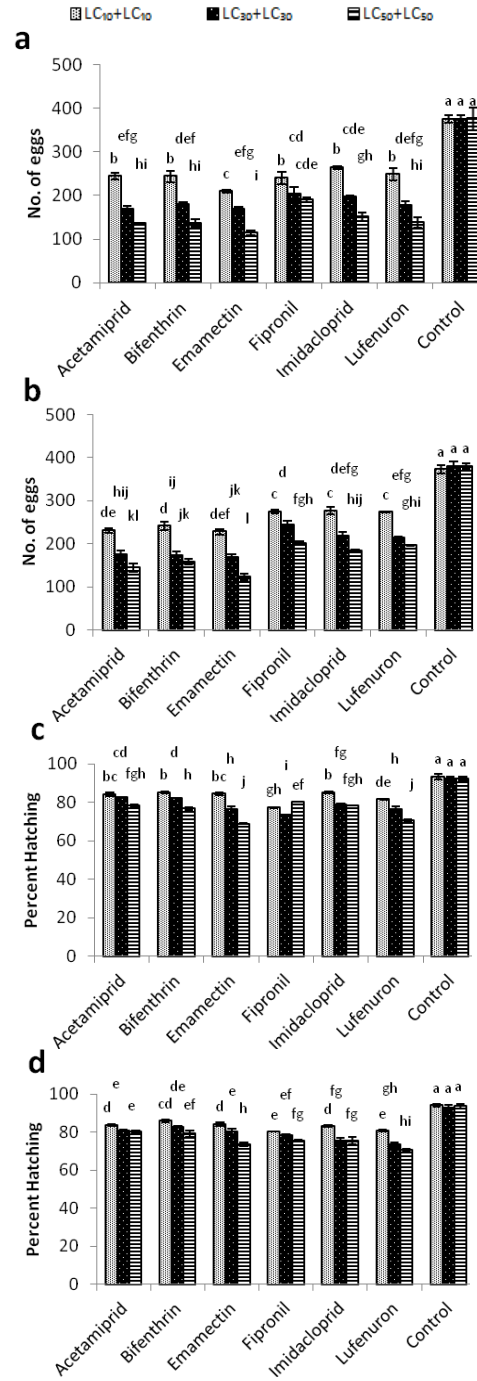 LC₁₀+LC₁₀ LC₃₀+LC₃₀ LC₅₀+LC₅₀
a
500
400
300
200
100
0
No. of eggs
efg def efg cd cde defg a a a
b hi b hi c i b cde b gh b hi
Acetamiprid Bifenthrin Emamectin Fipronil Imidacloprid Lufenuron Control
b
500
400
300
200
100
0
No. of eggs
hij ij jk d defg efg a a a
de kl d jk def l c fgh c hij c ghi
Acetamiprid Bifenthrin Emamectin Fipronil Imidacloprid Lufenuron Control
c
100
80
60
40
20
0
Percent Hatching
cd d h i fg h a a a
bc fgh b h bc j gh ef b fgh de j
Acetamiprid Bifenthrin Emamectin Fipronil Imidacloprid Lufenuron Control
d
100
80
60
40
20
0
Percent Hatching
e de e ef fg gh a a a
d e cd ef d h e fg d fg e hi
Acetamiprid Bifenthrin Emamectin Fipronil Imidacloprid Lufenuron Control